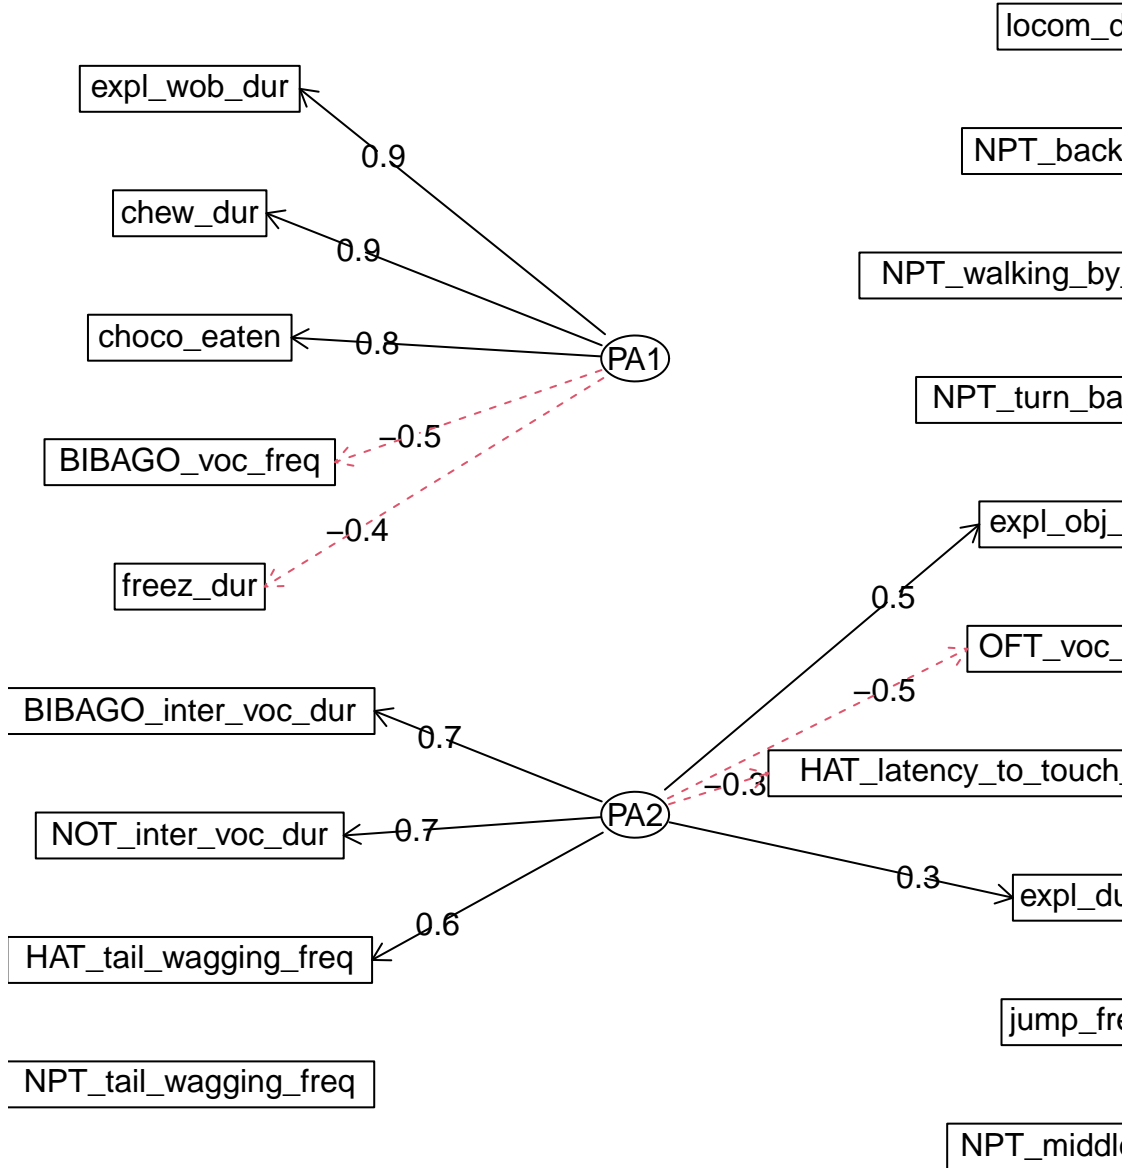 locom_d
expl_wob_dur
NPT_back
0.9
chew_dur
0.9
NPT_walking_by_
choco_eaten
0.8
PA1
NPT_turn_ba
−0.5
BIBAGO_voc_freq
expl_obj_
−0.4
freez_dur
0.5
OFT_voc_
−0.5
BIBAGO_inter_voc_dur
0.7
HAT_latency_to_touch_
−0.3
PA2
NOT_inter_voc_dur
0.7
0.3
expl_du
0.6
HAT_tail_wagging_freq
jump_fre
NPT_tail_wagging_freq
NPT_middle